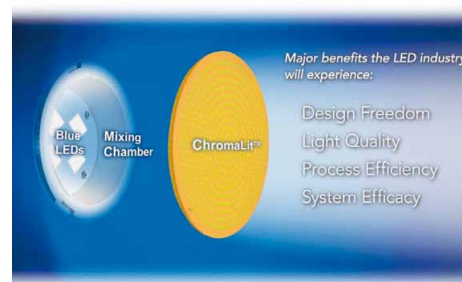 Major benefits the LED industry
will experience:
Blue
LEDs
Mixing
Chamber
ChromaLit™
Design Freedom
Light Quality
Process Efficiency
System Efficacy